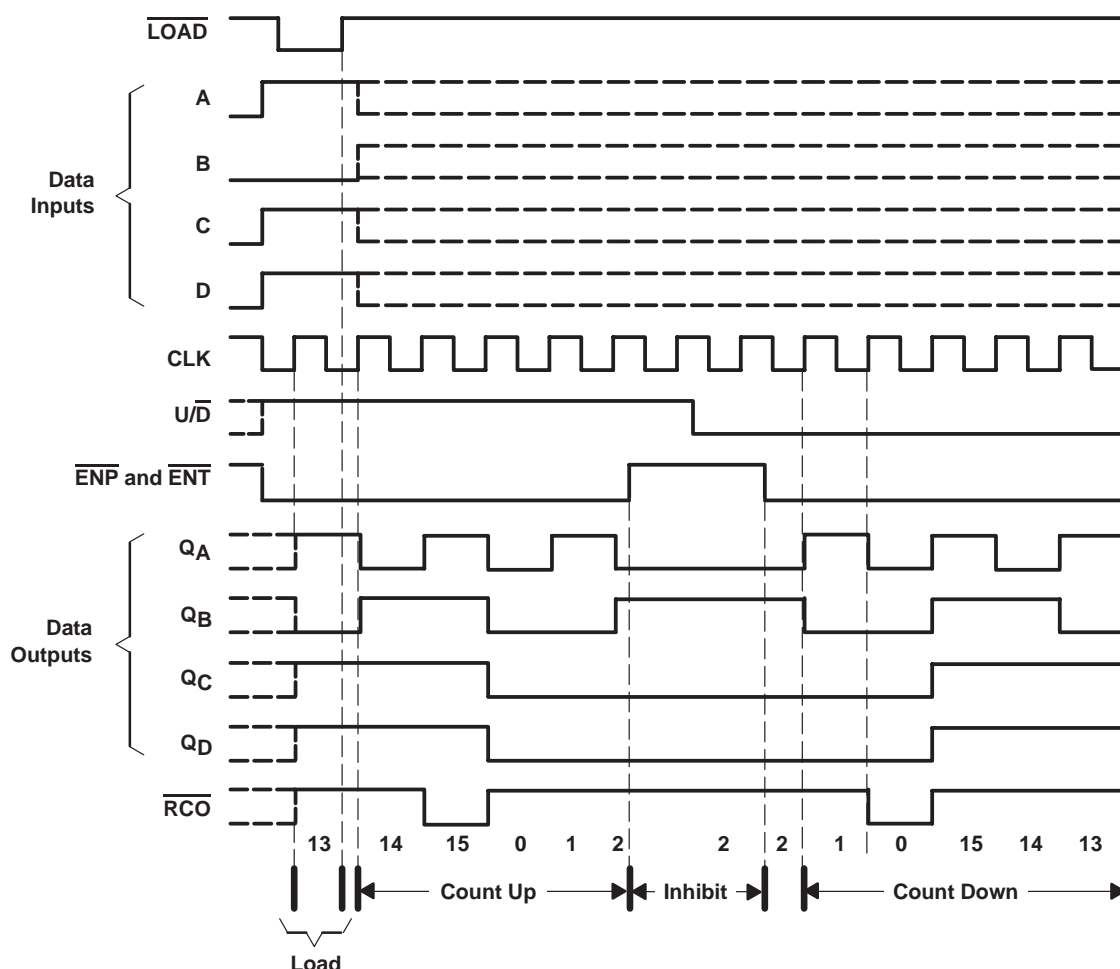 LOAD
A
B
Data
Inputs
C
D
CLK
U/D
ENP and ENT
QA
QB
Data
Outputs
QC
QD
RCO
13 14 15 0 1 2 2 2 1 0 15 14 13
Count Up Inhibit Count Down
Load